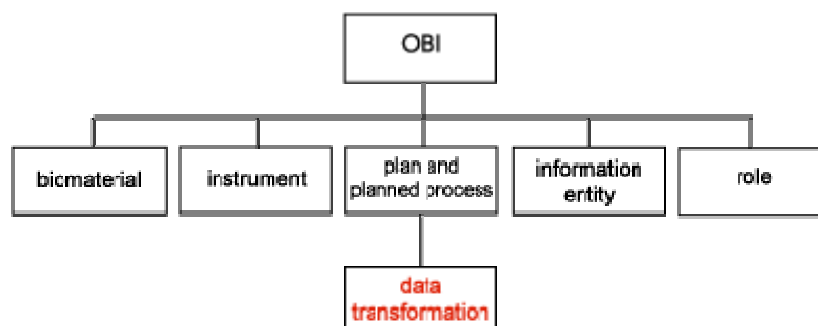 OBI
biomaterial
instrument
plan and
planned process
information
entity
role
data
transformation